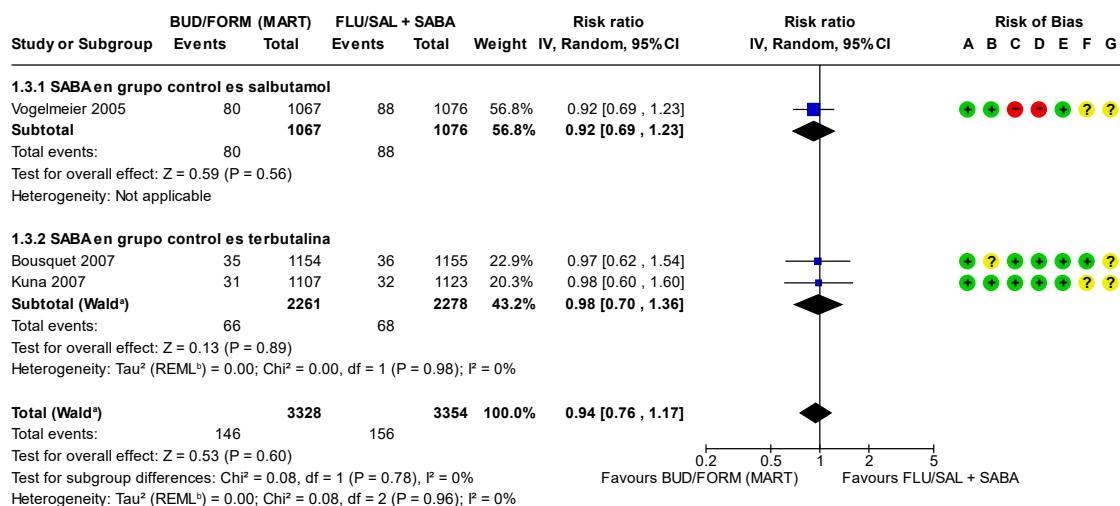 BUD/FORM (MART) FLU/SAL + SABA Risk ratio Risk ratio Risk of Bias
Study or Subgroup Events Total Events Total Weight IV, Random, 95% CI IV, Random, 95% CI A B C D E F G
1.3.1 SABA en grupo control es salbutamol
Vogelmeier 2005 80 1067 88 1076 56.8% 0.92 [0.69 , 1.23] + + − − + ? ?
Subtotal 1067 1076 56.8% 0.92 [0.69 , 1.23]
Total events: 80 88
Test for overall effect: Z = 0.59 (P = 0.56)
Heterogeneity: Not applicable
1.3.2 SABA en grupo control es terbutalina
Bousquet 2007 35 1154 36 1155 22.9% 0.97 [0.62 , 1.54] + ? + + + + ?
Kuna 2007 31 1107 32 1123 20.3% 0.98 [0.60 , 1.60] + + + + + ? ?
Subtotal (Waldᵃ) 2261 2278 43.2% 0.98 [0.70 , 1.36]
Total events: 66 68
Test for overall effect: Z = 0.13 (P = 0.89)
Heterogeneity: Tau² (REMLᵇ) = 0.00; Chi² = 0.00, df = 1 (P = 0.98); I² = 0%
Total (Waldᵃ) 3328 3354 100.0% 0.94 [0.76 , 1.17]
Total events: 146 156
Test for overall effect: Z = 0.53 (P = 0.60)
Test for subgroup differences: Chi² = 0.08, df = 1 (P = 0.78), I² = 0%
Heterogeneity: Tau² (REMLᵇ) = 0.00; Chi² = 0.08, df = 2 (P = 0.96); I² = 0%
0.2 0.5 1 2 5
Favours BUD/FORM (MART) Favours FLU/SAL + SABA